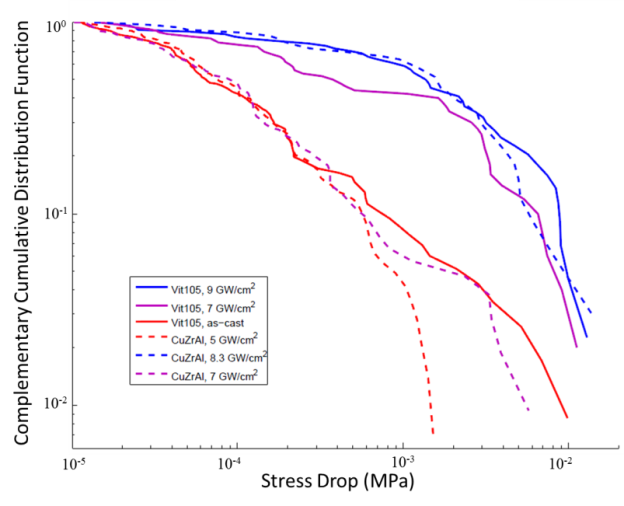 Complementary Cumulative Distribution Function
10⁰
10⁻¹
10⁻²
Vit105, 9 GW/cm²
Vit105, 7 GW/cm²
Vit105, as-cast
CuZrAl, 5 GW/cm²
CuZrAl, 8.3 GW/cm²
CuZrAl, 7 GW/cm²
10⁻⁵ 10⁻⁴ 10⁻³ 10⁻²
Stress Drop (MPa)